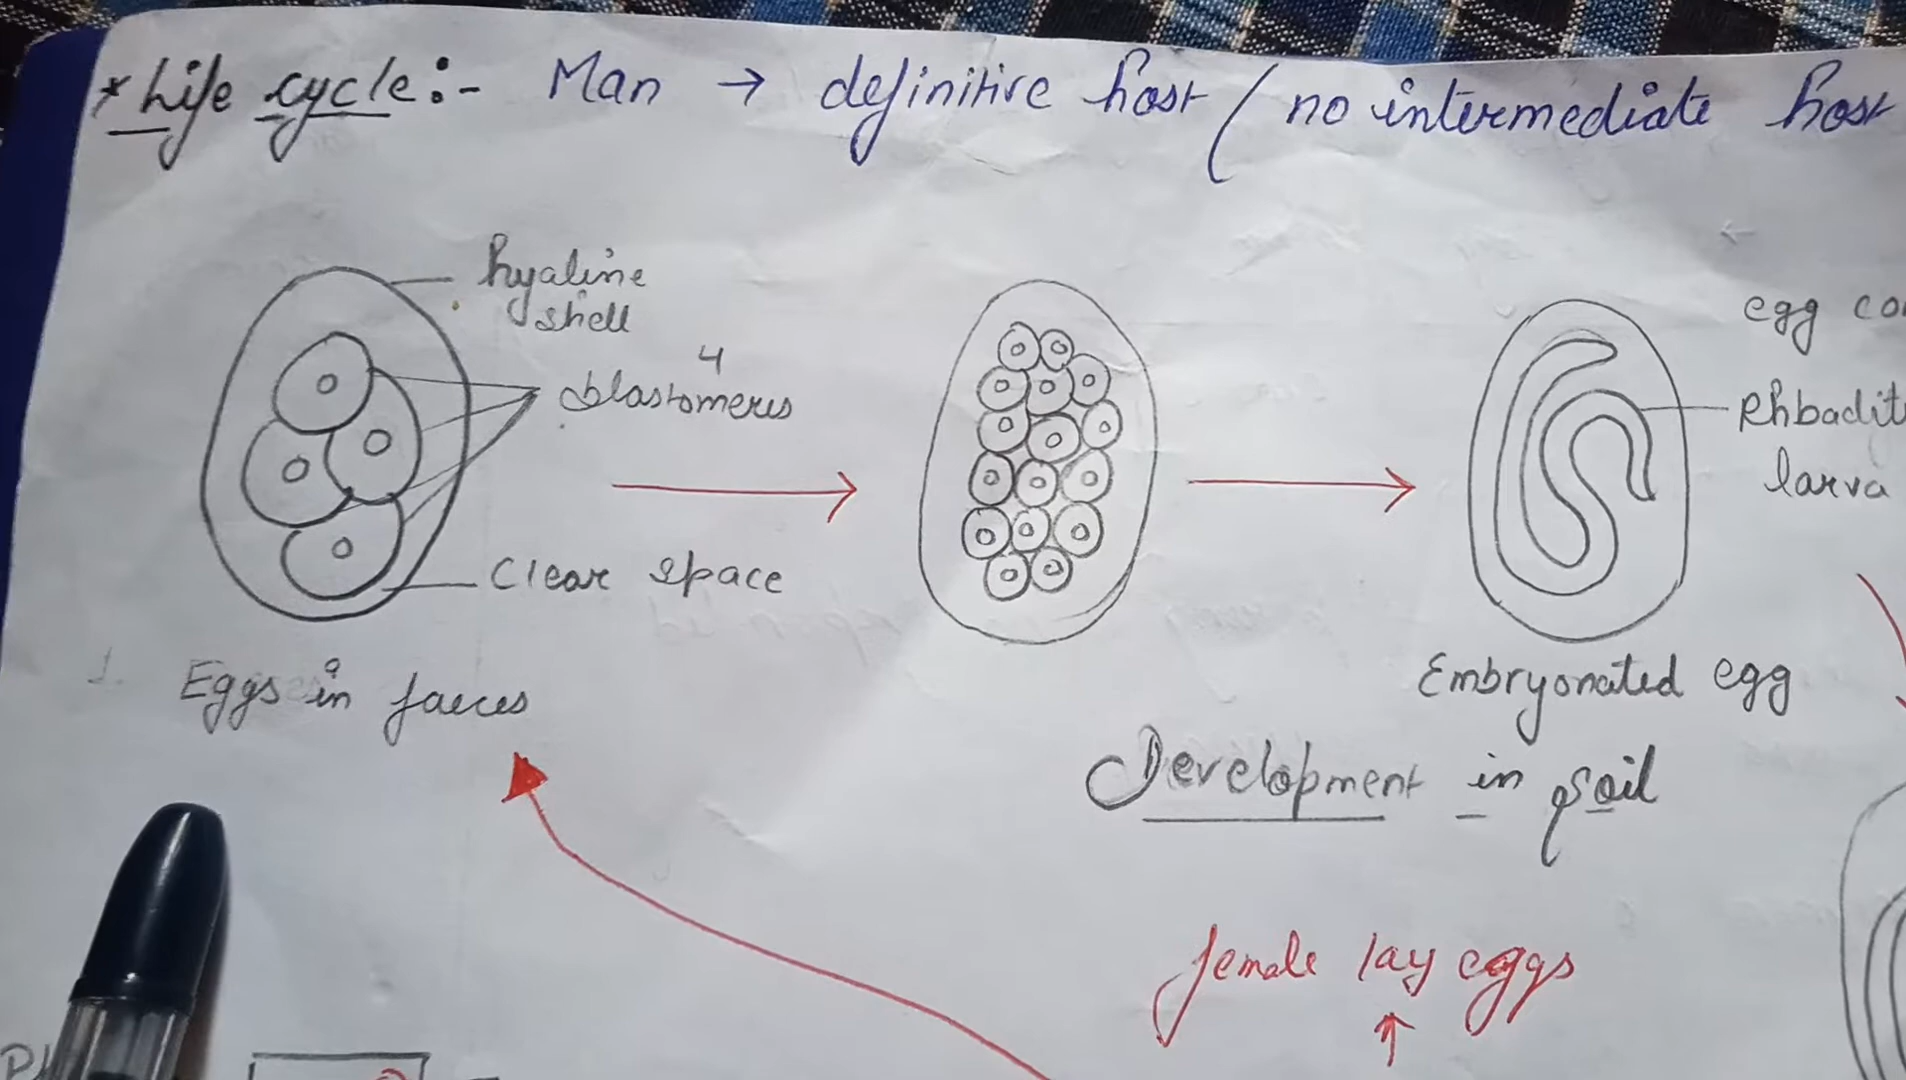 * Life cycle:- Man → definitive host / no intermediate host
hyaline
shell
4
blastomeres
clear space
Eggs in faeces
egg
Rhbadit
larva
Embryonated egg
Development in soil
female lay eggs
↑